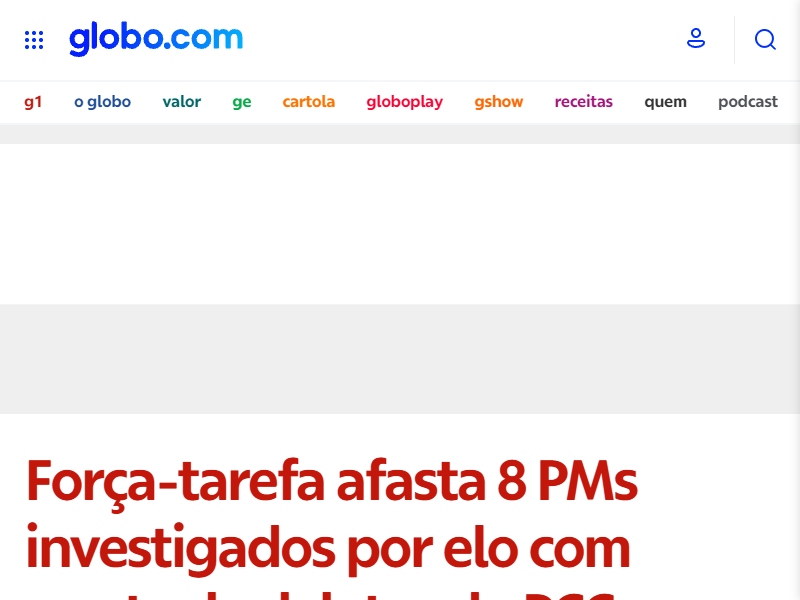 globo.com
g1 o globo valor ge cartola globoplay gshow receitas quem podcast
Força-tarefa afasta 8 PMs
investigados por elo com